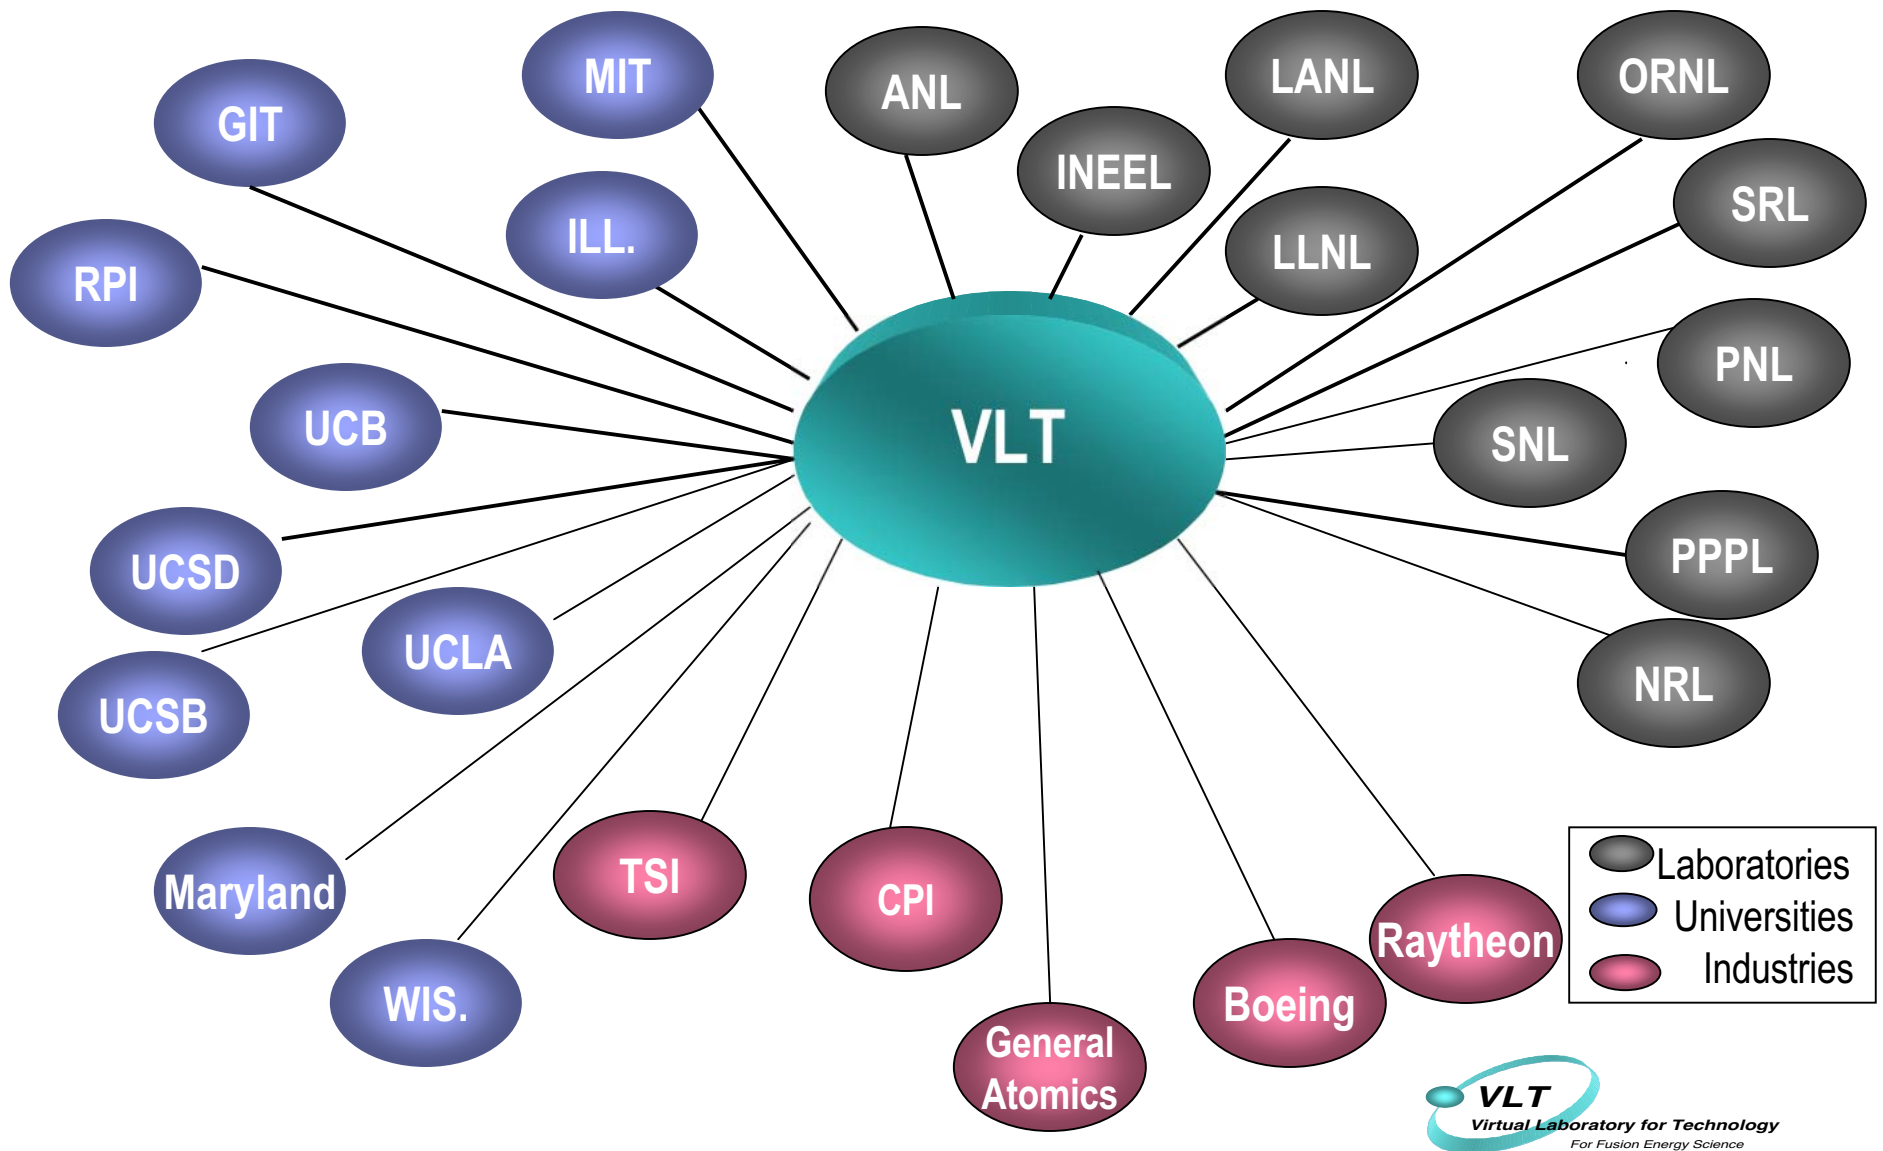 MIT
ANL
LANL
ORNL
GIT
INEEL
SRL
ILL.
LLNL
RPI
PNL
UCB
VLT
SNL
UCSD
PPPL
UCLA
NRL
UCSB
Maryland
TSI
CPI
Raytheon
WIS.
Boeing
General
Atomics
Laboratories
Universities
Industries
VLT
Virtual Laboratory for Technology
For Fusion Energy Science